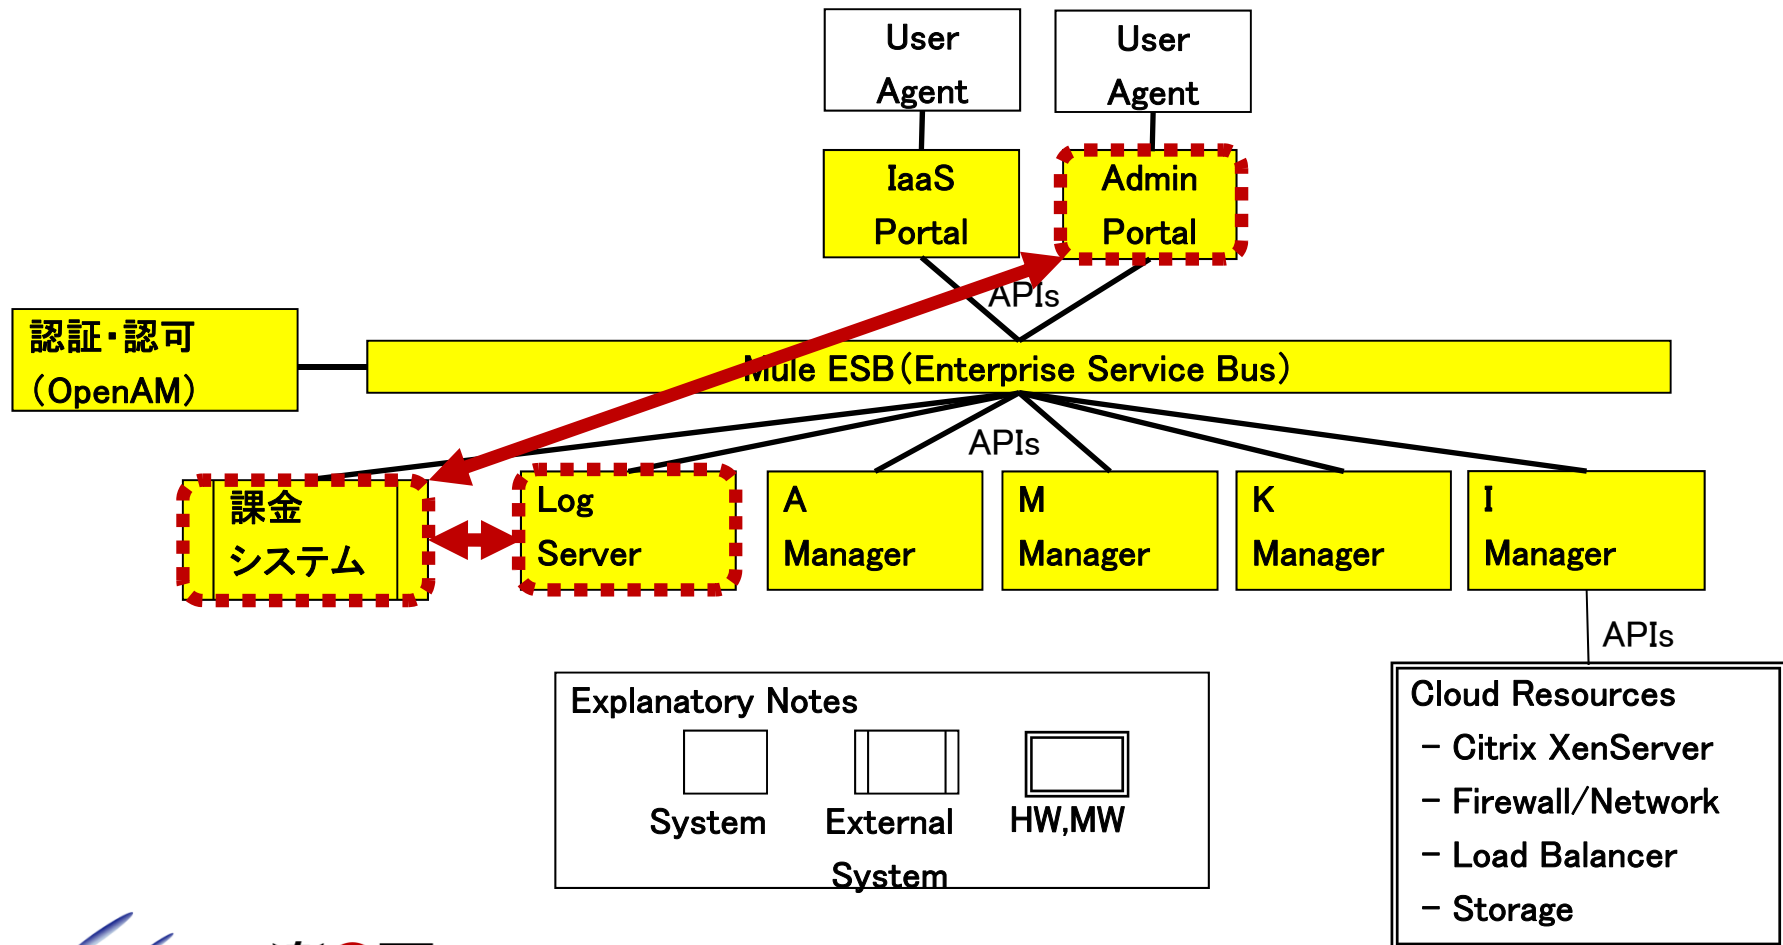 User
Agent
User
Agent
IaaS
Portal
Admin
Portal
APIs
認証・認可
（OpenAM）
Mule ESB（Enterprise Service Bus）
APIs
課金
システム
Log
Server
A
Manager
M
Manager
K
Manager
I
Manager
APIs
Explanatory Notes
System
External
System
HW,MW
Cloud Resources
- Citrix XenServer
- Firewall/Network
- Load Balancer
- Storage